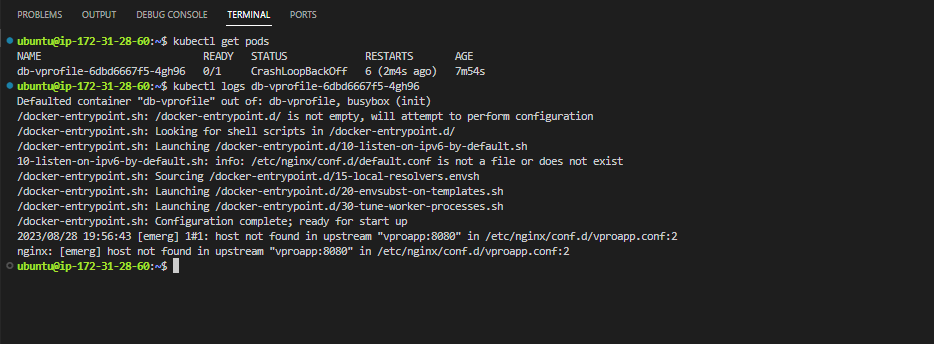 PROBLEMS OUTPUT DEBUG CONSOLE TERMINAL PORTS
ubuntu@ip-172-31-28-60:~$ kubectl get pods
NAME READY STATUS RESTARTS AGE
db-vprofile-6dbd6667f5-4gh96 0/1 CrashLoopBackOff 6 (2m4s ago) 7m54s
ubuntu@ip-172-31-28-60:~$ kubectl logs db-vprofile-6dbd6667f5-4gh96
Defaulted container "db-vprofile" out of: db-vprofile, busybox (init)
/docker-entrypoint.sh: /docker-entrypoint.d/ is not empty, will attempt to perform configuration
/docker-entrypoint.sh: Looking for shell scripts in /docker-entrypoint.d/
/docker-entrypoint.sh: Launching /docker-entrypoint.d/10-listen-on-ipv6-by-default.sh
10-listen-on-ipv6-by-default.sh: info: /etc/nginx/conf.d/default.conf is not a file or does not exist
/docker-entrypoint.sh: Sourcing /docker-entrypoint.d/15-local-resolvers.envsh
/docker-entrypoint.sh: Launching /docker-entrypoint.d/20-envsubst-on-templates.sh
/docker-entrypoint.sh: Launching /docker-entrypoint.d/30-tune-worker-processes.sh
/docker-entrypoint.sh: Configuration complete; ready for start up
2023/08/28 19:56:43 [emerg] 1#1: host not found in upstream "vproapp:8080" in /etc/nginx/conf.d/vproapp.conf:2
nginx: [emerg] host not found in upstream "vproapp:8080" in /etc/nginx/conf.d/vproapp.conf:2
ubuntu@ip-172-31-28-60:~$